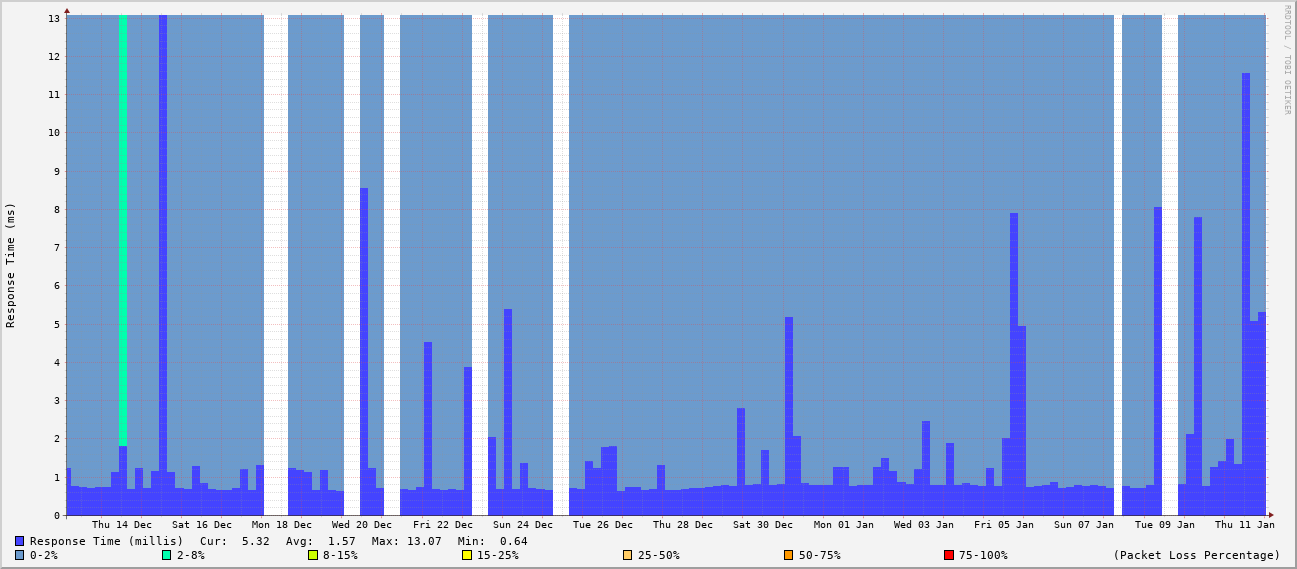 RRDTOOL / TOBI OETIKER
Response Time (ms)
13
12
11
10
9
8
7
6
5
4
3
2
1
0
Thu 14 Dec Sat 16 Dec Mon 18 Dec Wed 20 Dec Fri 22 Dec Sun 24 Dec Tue 26 Dec Thu 28 Dec Sat 30 Dec Mon 01 Jan Wed 03 Jan Fri 05 Jan Sun 07 Jan Tue 09 Jan Thu 11 Jan
Response Time (millis) Cur: 5.32 Avg: 1.57 Max: 13.07 Min: 0.64
0-2% 2-8% 8-15% 15-25% 25-50% 50-75% 75-100% (Packet Loss Percentage)